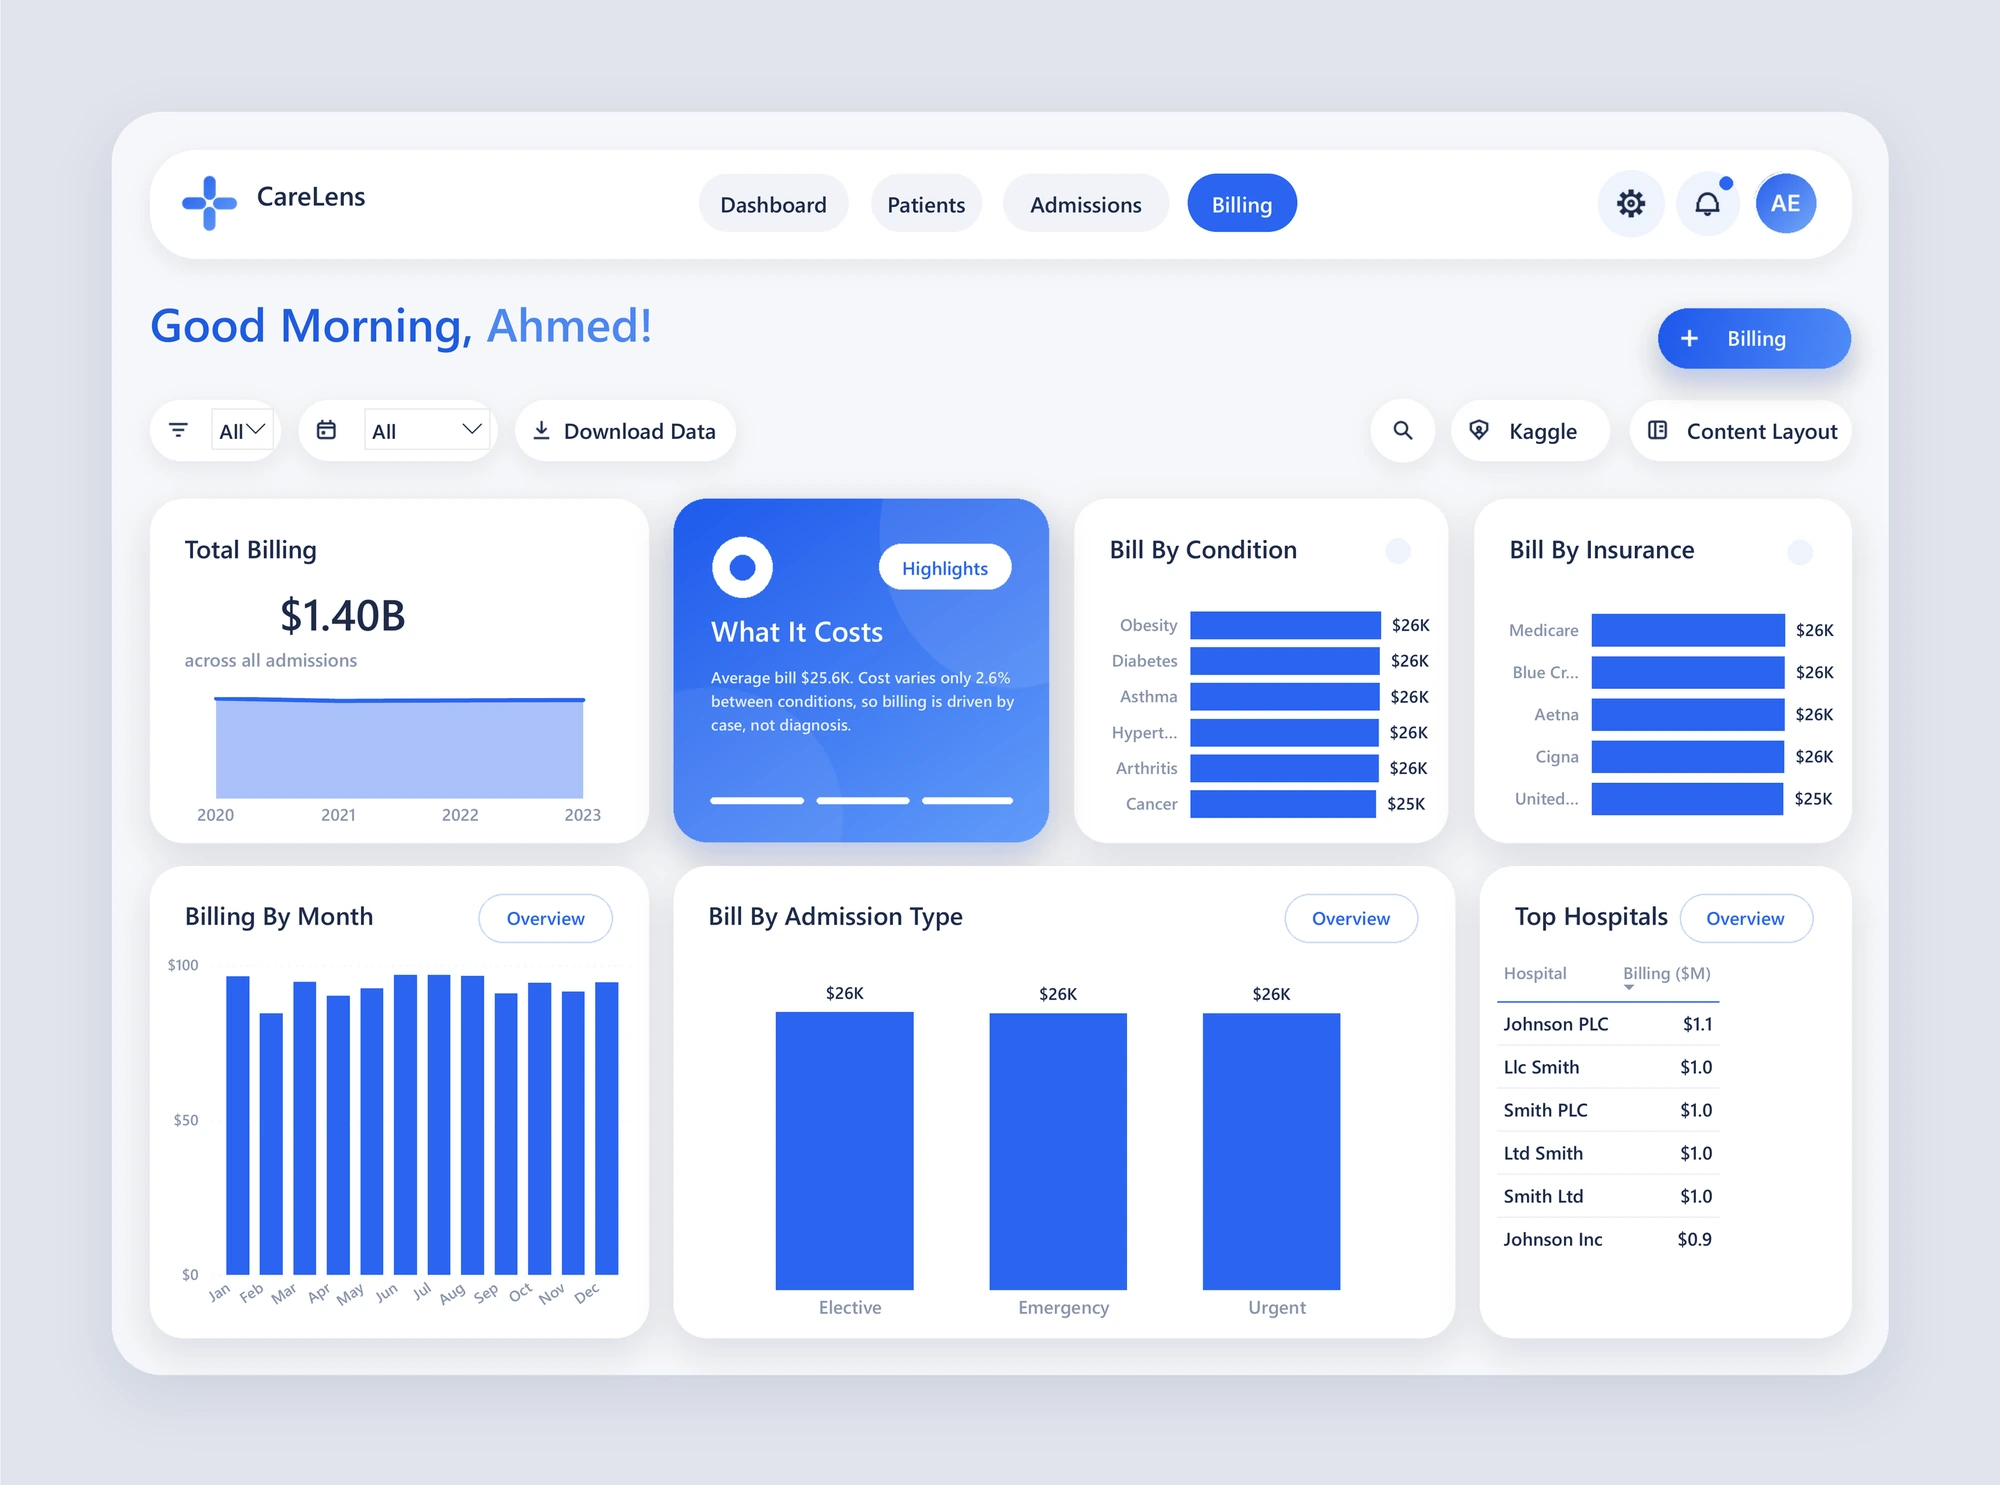 CareLens
Dashboard
Patients
Admissions
Billing
AE
Good Morning, Ahmed!
+ Billing
All
All
Download Data
Kaggle
Content Layout
Total Billing
$1.40B
across all admissions
2020
2021
2022
2023
Highlights
What It Costs
Average bill $25.6K. Cost varies only 2.6%
between conditions, so billing is driven by
case, not diagnosis.
Bill By Condition
Obesity $26K
Diabetes $26K
Asthma $26K
Hypert... $26K
Arthritis $26K
Cancer $25K
Bill By Insurance
Medicare $26K
Blue Cr... $26K
Aetna $26K
Cigna $26K
United... $25K
Billing By Month
Overview
$100
$50
$0
Jan
Feb
Mar
Apr
May
Jun
Jul
Aug
Sep
Oct
Nov
Dec
Bill By Admission Type
Overview
$26K
$26K
$26K
Elective
Emergency
Urgent
Top Hospitals
Overview
Hospital Billing ($M)
Johnson PLC $1.1
Llc Smith $1.0
Smith PLC $1.0
Ltd Smith $1.0
Smith Ltd $1.0
Johnson Inc $0.9